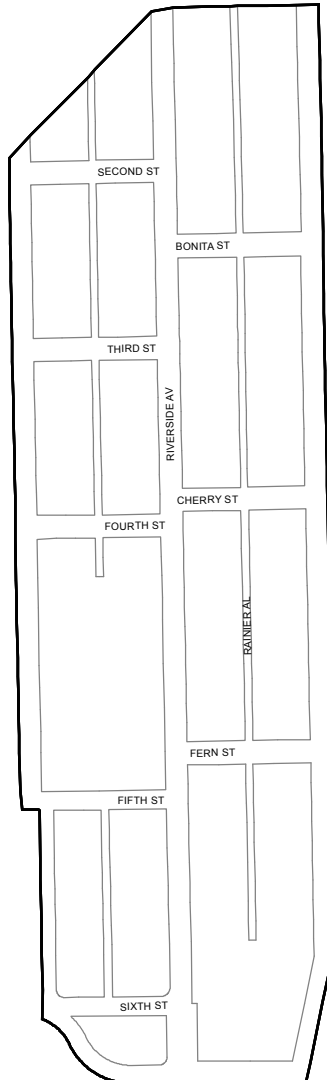 SECOND ST
BONITA ST
THIRD ST
RIVERSIDE AV
CHERRY ST
FOURTH ST
RAINIER AL
FERN ST
FIFTH ST
SIXTH ST